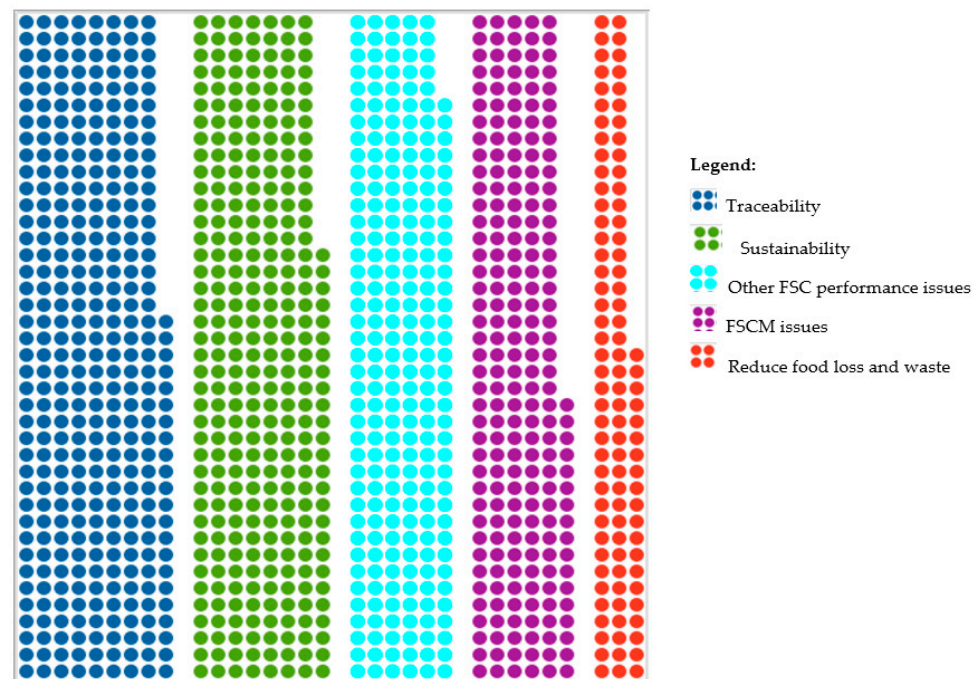 Legend:
Traceability
Sustainability
Other FSC performance issues
FSCM issues
Reduce food loss and waste